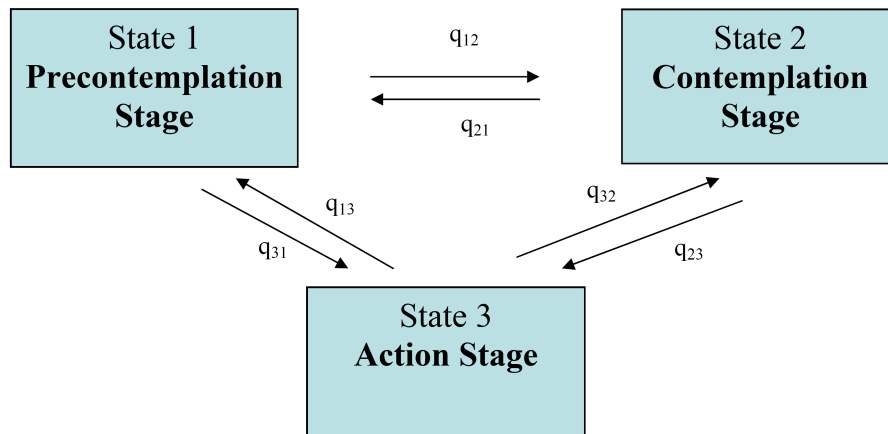 State 1
Precontemplation
Stage
q12
q21
State 2
Contemplation
Stage
q13
q31
q32
q23
State 3
Action Stage